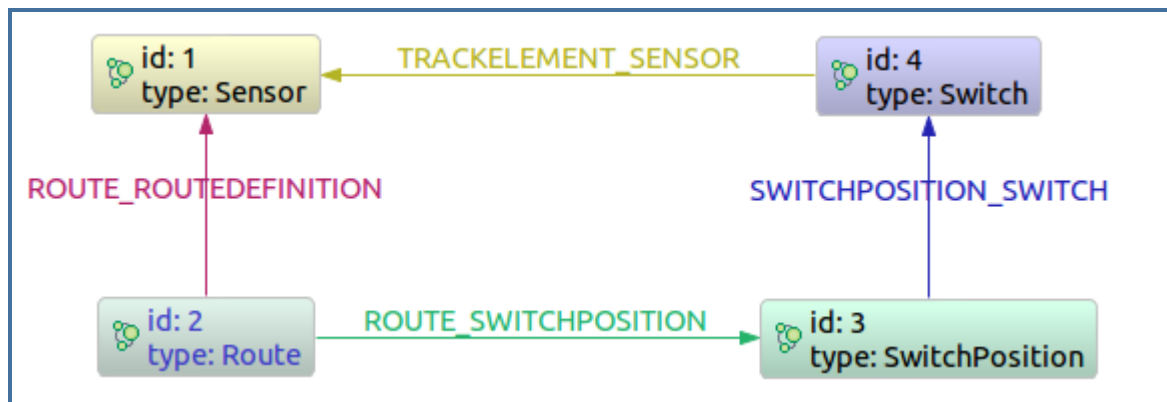 id: 1
type: Sensor
TRACKELEMENT_SENSOR
id: 4
type: Switch
ROUTE_ROUTEDEFINITION
SWITCHPOSITION_SWITCH
id: 2
type: Route
ROUTE_SWITCHPOSITION
id: 3
type: SwitchPosition